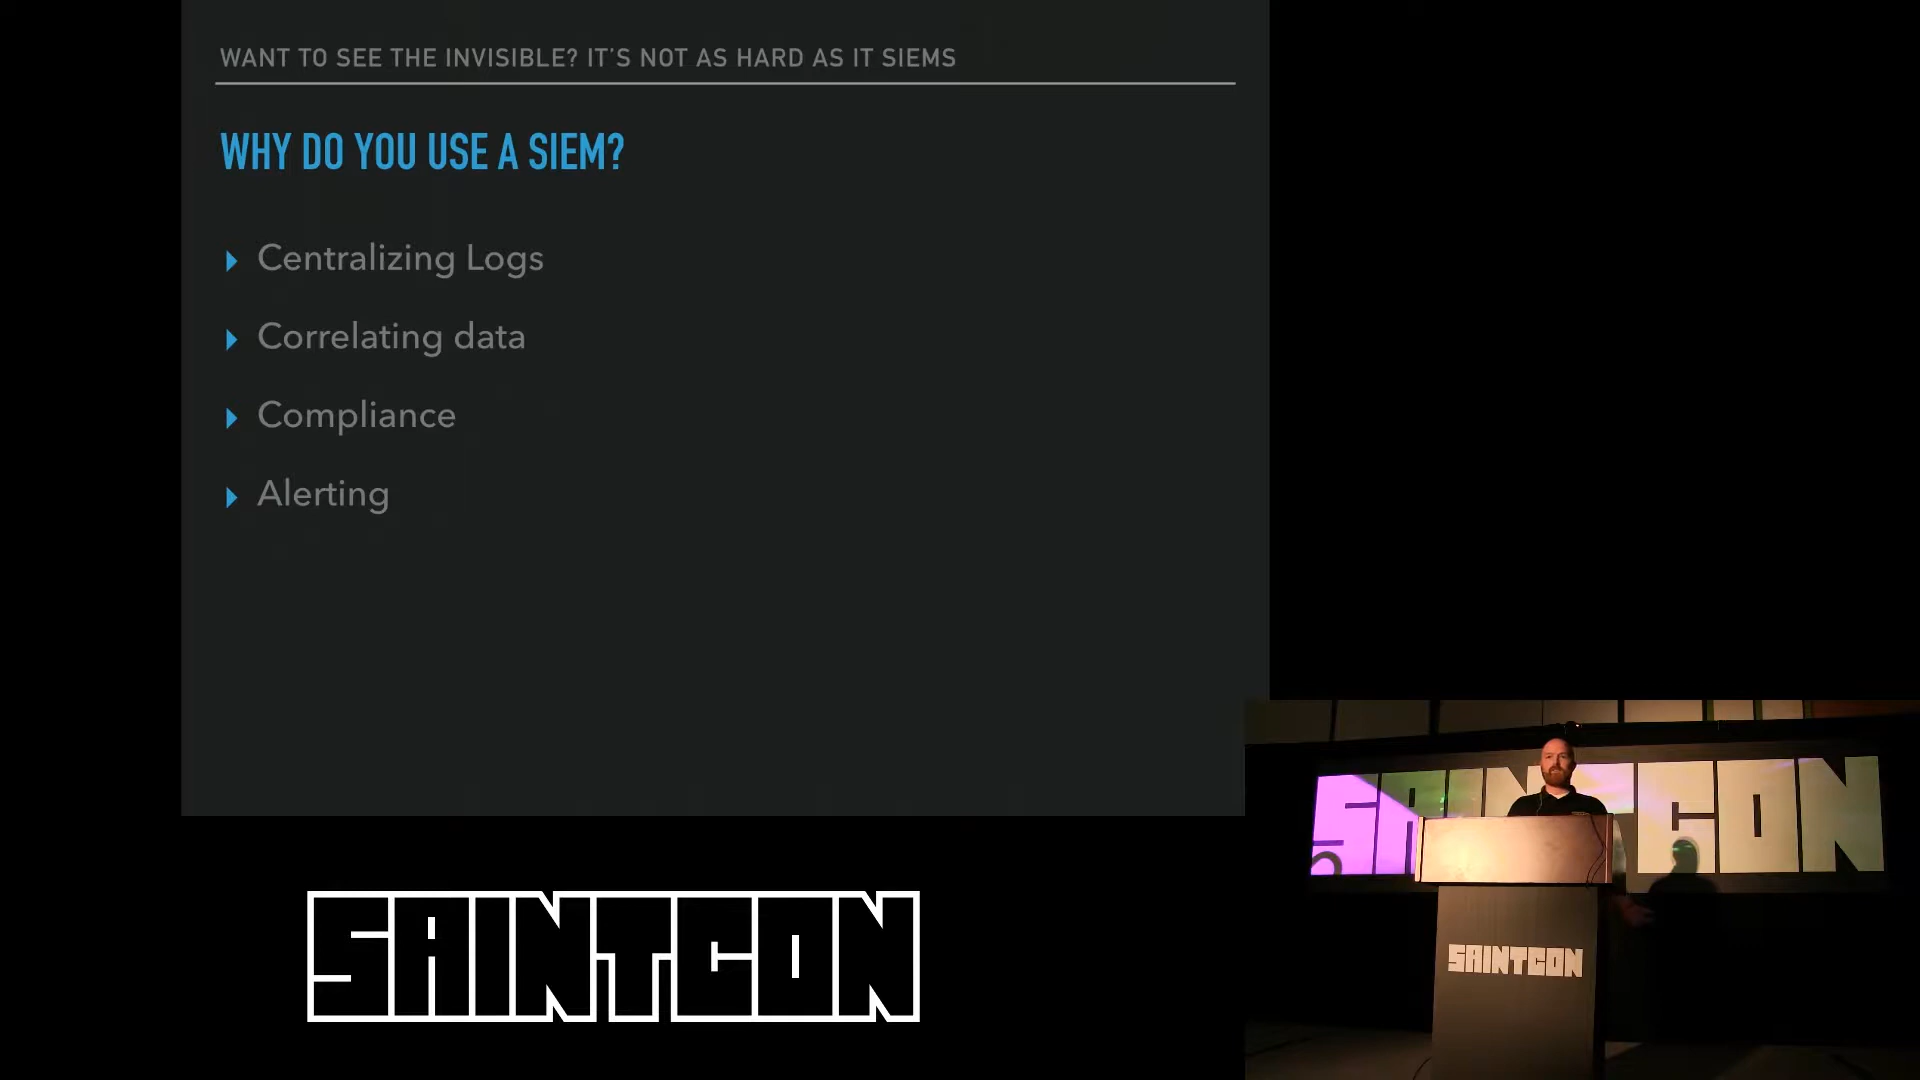 WANT TO SEE THE INVISIBLE? IT'S NOT AS HARD AS IT SIEMS
WHY DO YOU USE A SIEM?
Centralizing Logs
Correlating data
Compliance
Alerting
SAINTCON
SAINTCON
SAINTCON